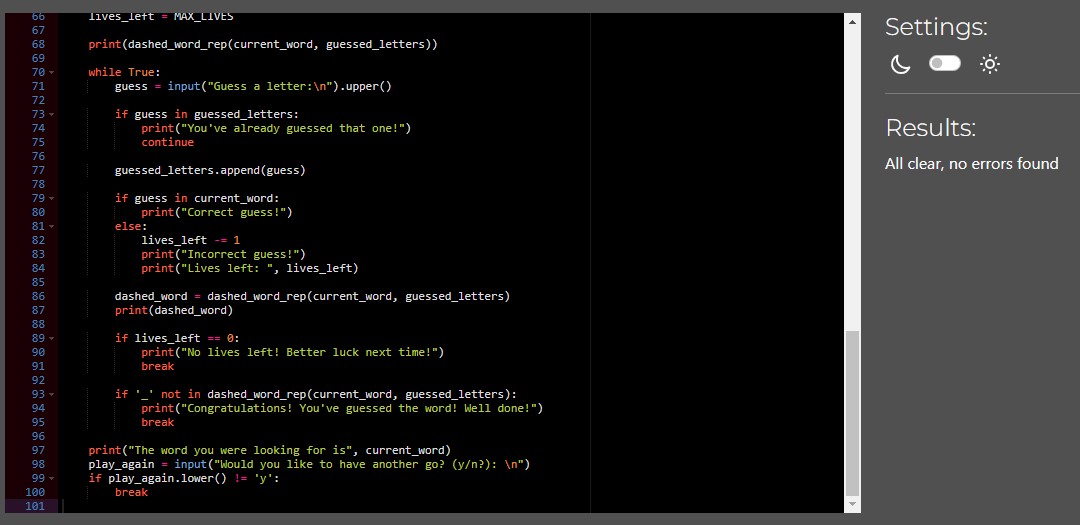 66 lives_left = MAX_LIVES
67
68 print(dashed_word_rep(current_word, guessed_letters))
69
70 while True:
71 guess = input("Guess a letter:\n").upper()
72
73 if guess in guessed_letters:
74 print("You've already guessed that one!")
75 continue
76
77 guessed_letters.append(guess)
78
79 if guess in current_word:
80 print("Correct guess!")
81 else:
82 lives_left -= 1
83 print("Incorrect guess!")
84 print("Lives left: ", lives_left)
85
86 dashed_word = dashed_word_rep(current_word, guessed_letters)
87 print(dashed_word)
88
89 if lives_left == 0:
90 print("No lives left! Better luck next time!")
91 break
92
93 if '_' not in dashed_word_rep(current_word, guessed_letters):
94 print("Congratulations! You've guessed the word! Well done!")
95 break
96
97 print("The word you were looking for is", current_word)
98 play_again = input("Would you like to have another go? (y/n?): \n")
99 if play_again.lower() != 'y':
100 break
101
Settings:
Results:
All clear, no errors found